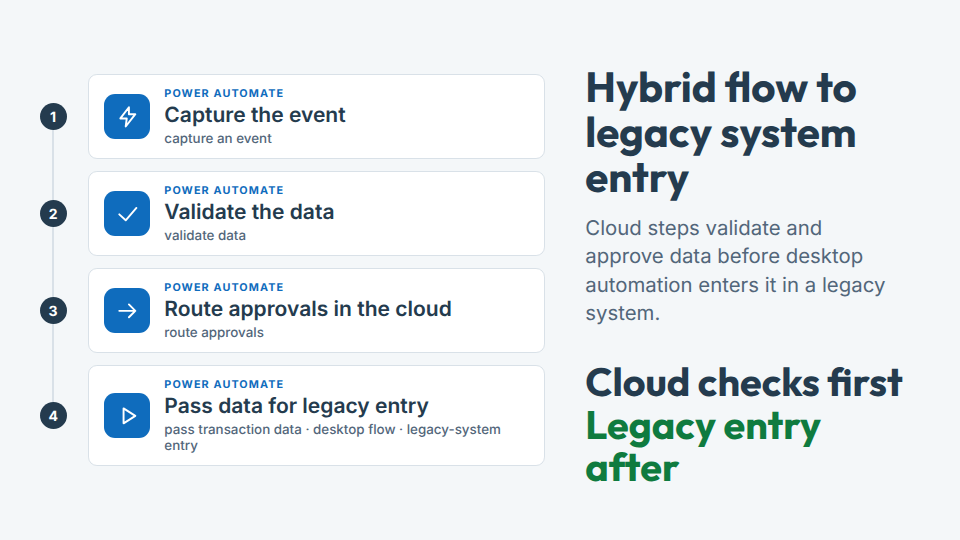 1
POWER AUTOMATE
Capture the event
capture an event
2
POWER AUTOMATE
Validate the data
validate data
3
POWER AUTOMATE
Route approvals in the cloud
route approvals
4
POWER AUTOMATE
Pass data for legacy entry
pass transaction data · desktop flow · legacy-system
entry
Hybrid flow to
legacy system
entry
Cloud steps validate and
approve data before desktop
automation enters it in a legacy
system.
Cloud checks first
Legacy entry
after